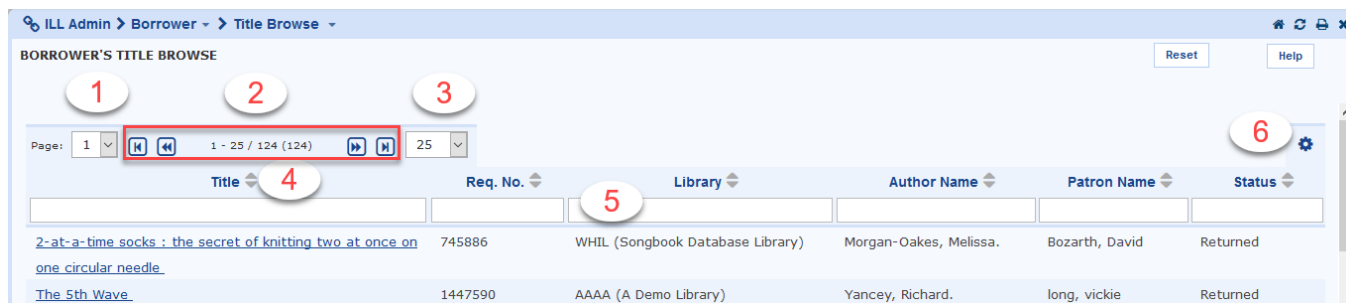 ILL Admin > Borrower > Title Browse
BORROWER'S TITLE BROWSE
Reset
Help
1
2
3
6
Page: 1
1 - 25 / 124 (124)
25
4
5
Title Req. No. Library Author Name Patron Name Status
2-at-a-time socks : the secret of knitting two at once on 745886 WHIL (Songbook Database Library) Morgan-Oakes, Melissa. Bozarth, David Returned
one circular needle
The 5th Wave 1447590 AAAA (A Demo Library) Yancey, Richard. long, vickie Returned